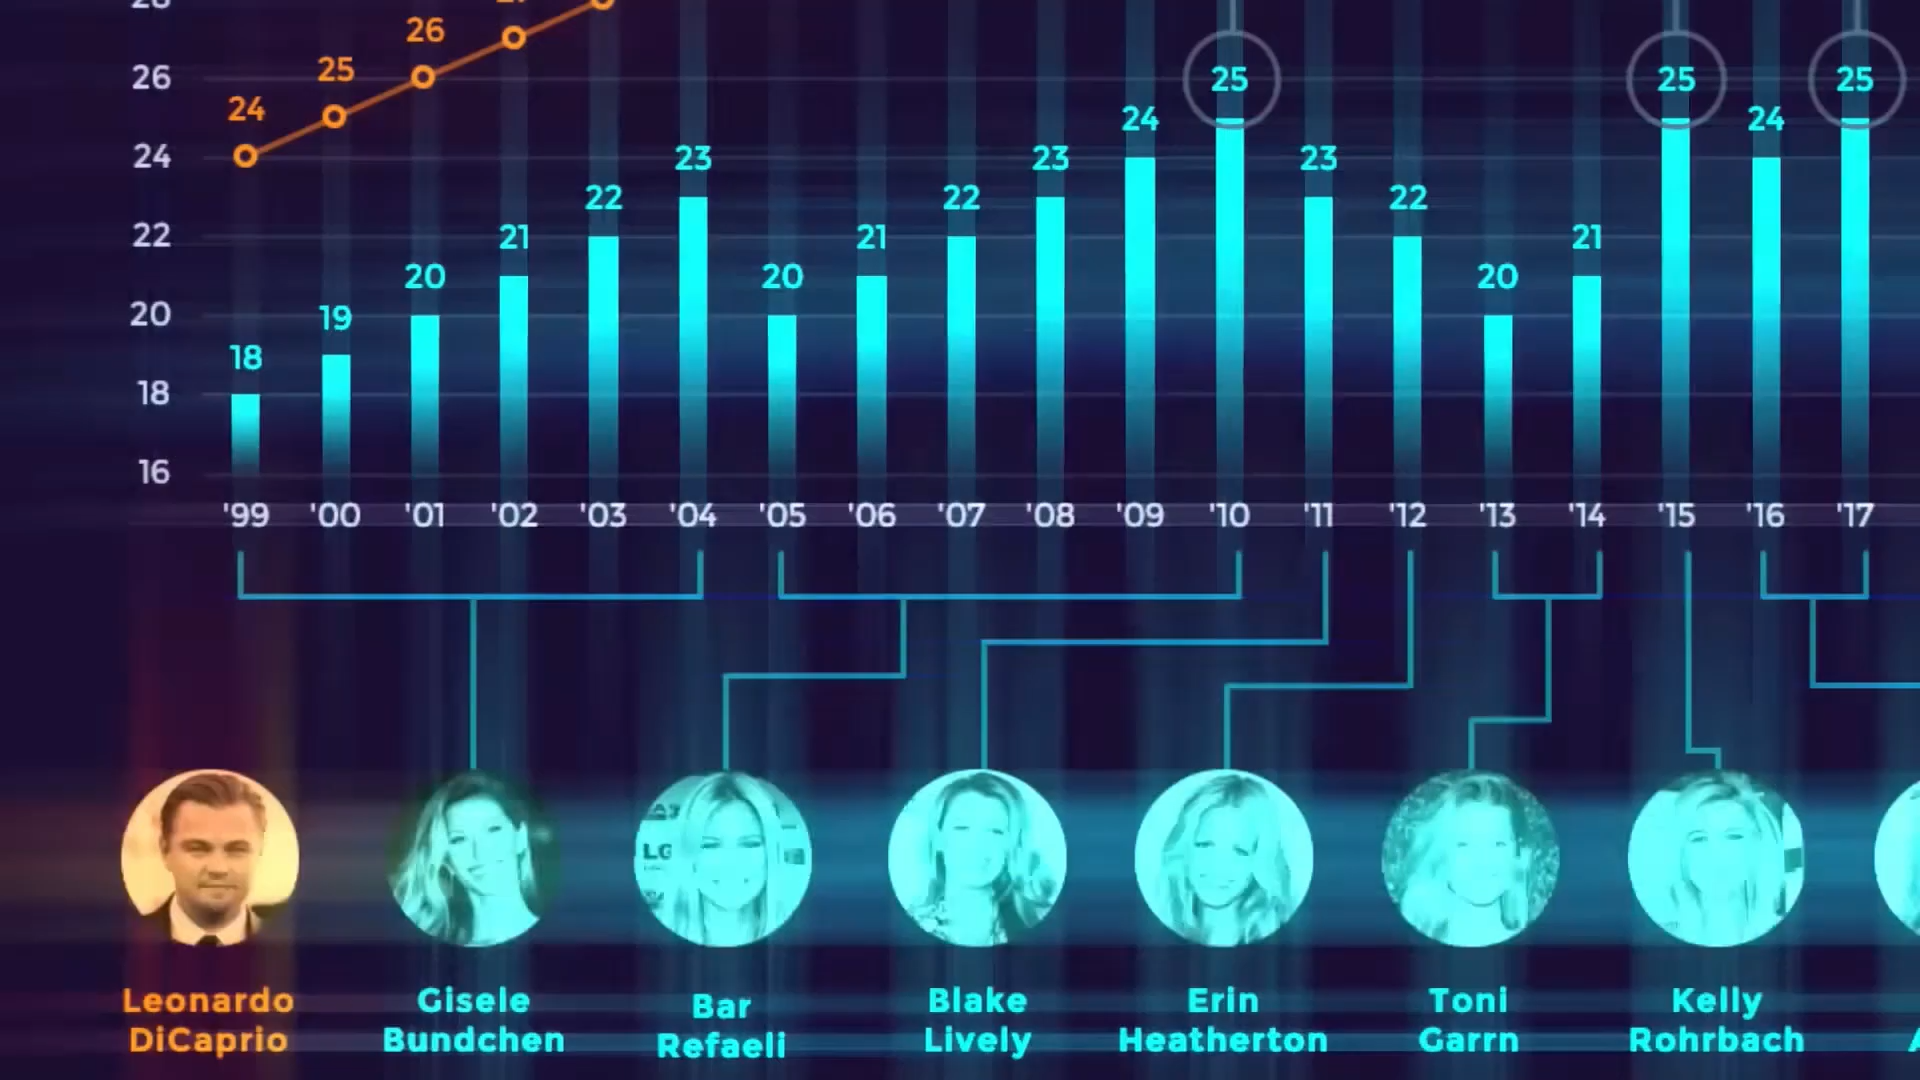 28
26
24
22
20
18
16
24
25
26
18
19
20
21
22
23
20
21
22
23
24
25
23
22
20
21
25
24
25
'99 '00 '01 '02 '03 '04 '05 '06 '07 '08 '09 '10 '11 '12 '13 '14 '15 '16 '17
LG
Leonardo
DiCaprio
Gisele
Bundchen
Bar
Refaeli
Blake
Lively
Erin
Heatherton
Toni
Garrn
Kelly
Rohrbach